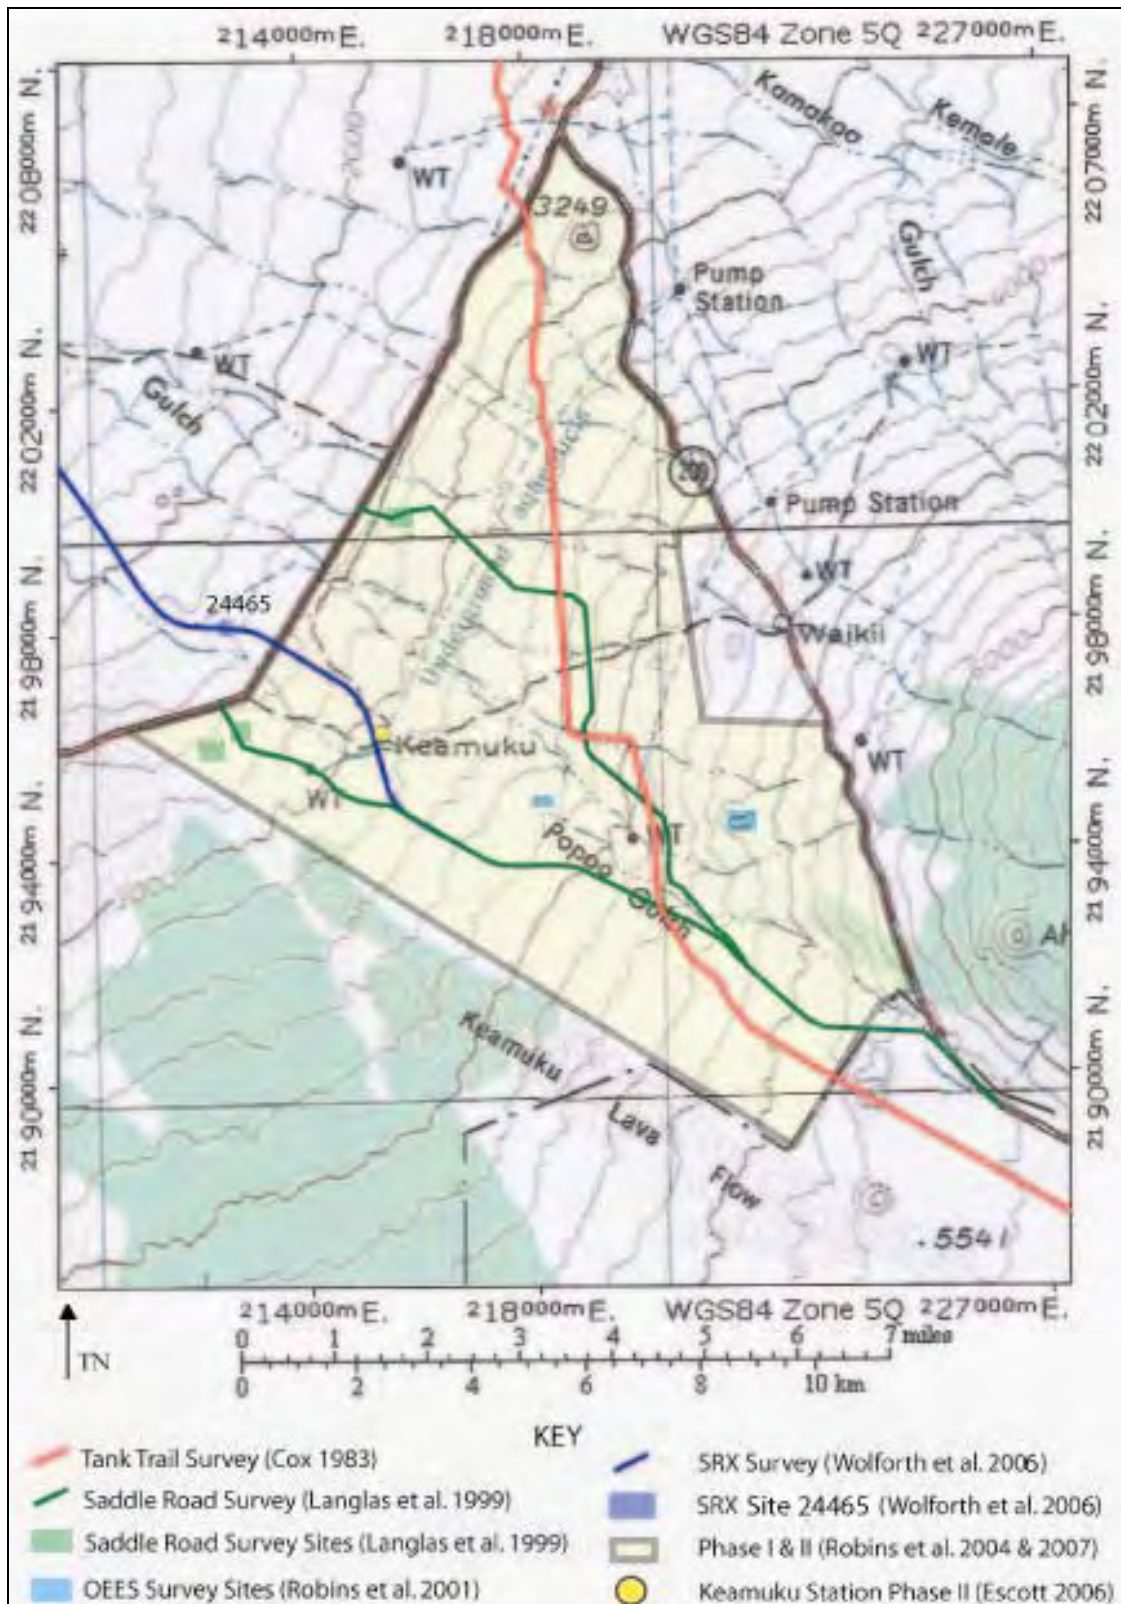 214000m E. 218000m E. WGS84 Zone 5Q 227000m E.
2208000m N.
2202000m N.
2198000m N.
2194000m N.
2190000m N.
2207000m N.
2202000m N.
2198000m N.
2194000m N.
2190000m N.
Kamakoa
Kemole
Gulch
WT
3249
Pump
Station
WT
WT
Gulch
200
Pump Station
WT
24465
Waikii
Keamuku
WT
WT
WT
Popoo Gulch
Keamuku
Lava
Flow
.5541
214000m E. 218000m E. WGS84 Zone 5Q 227000m E.
0 1 2 3 4 5 6 7 miles
0 2 4 6 8 10 km
TN
KEY
Tank Trail Survey (Cox 1983)
Saddle Road Survey (Langlas et al. 1999)
Saddle Road Survey Sites (Langlas et al. 1999)
OEES Survey Sites (Robins et al. 2001)
SRX Survey (Wolforth et al. 2006)
SRX Site 24465 (Wolforth et al. 2006)
Phase I & II (Robins et al. 2004 & 2007)
Keamuku Station Phase II (Escott 2006)